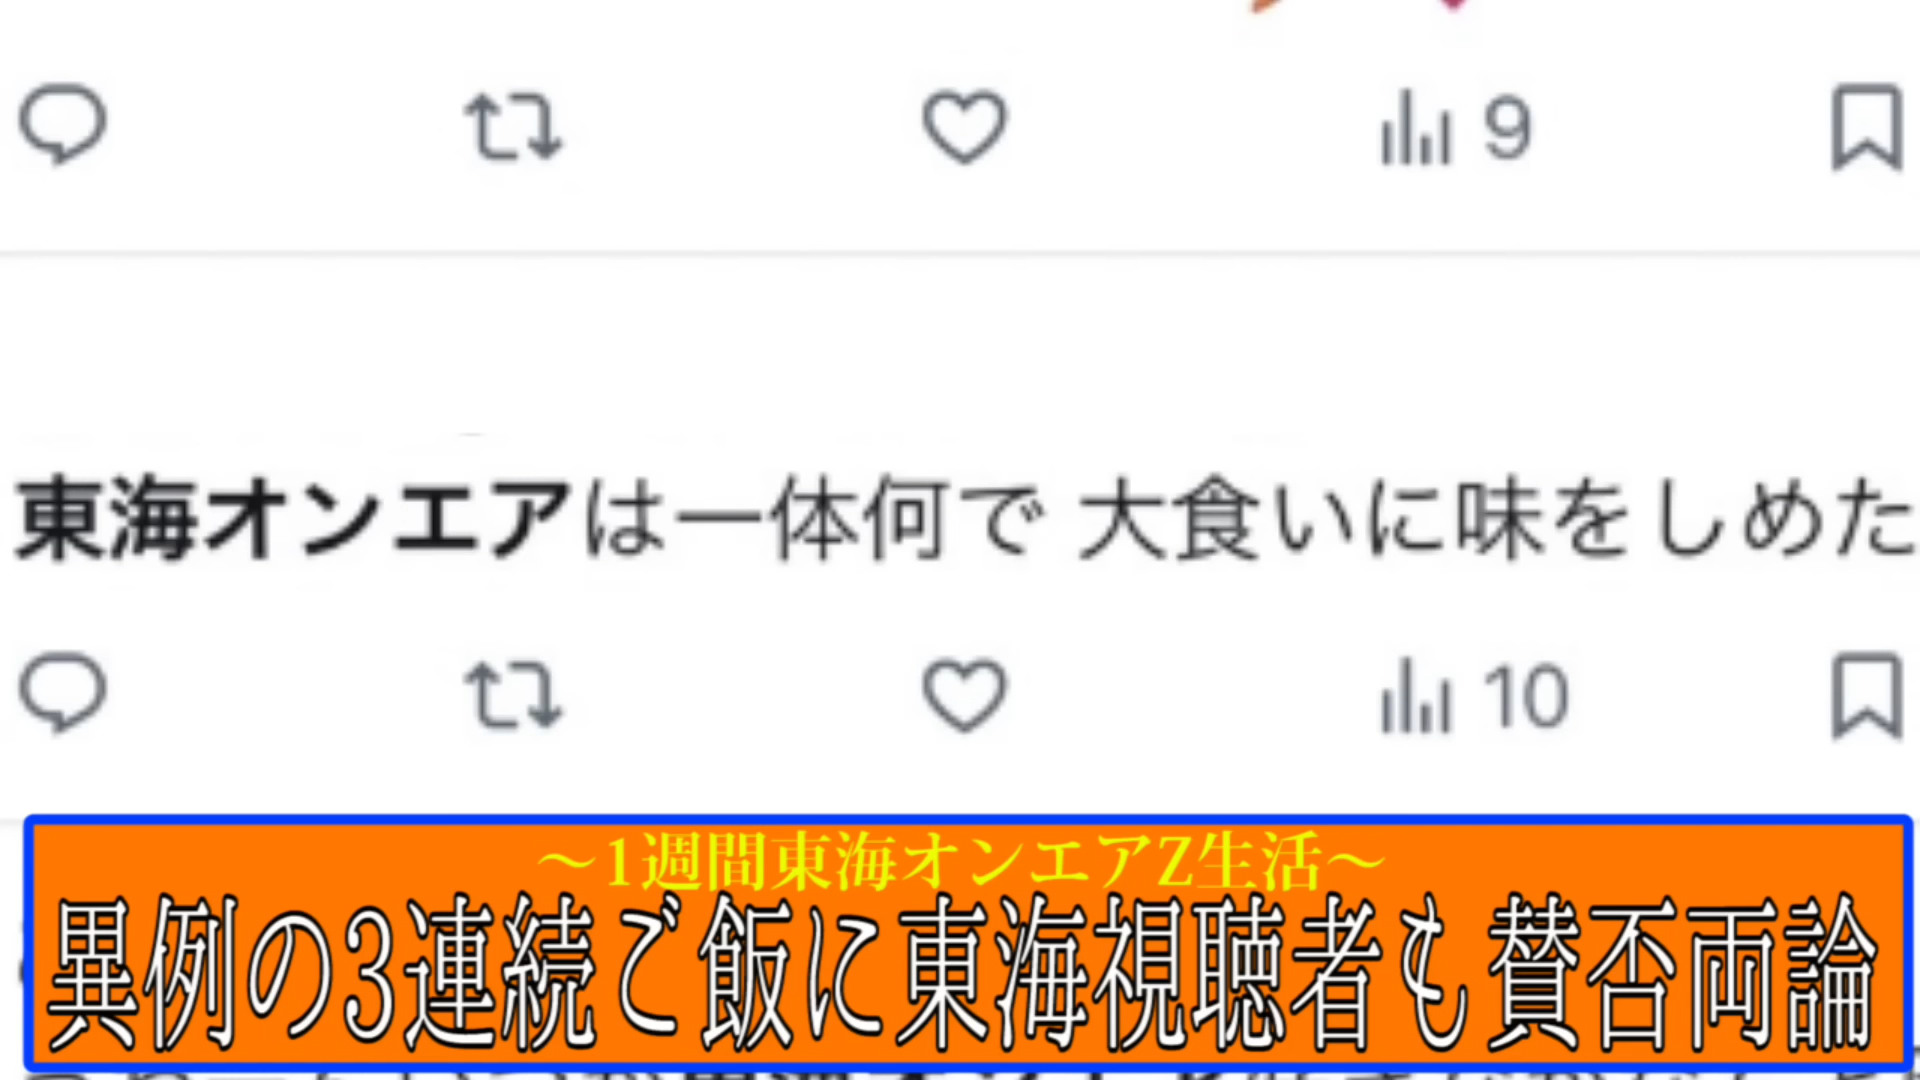 9
東海オンエアは一体何で 大食いに味をしめた
10
〜1週間東海オンエアZ生活〜
異例の3連続ご飯に東海視聴者も賛否両論